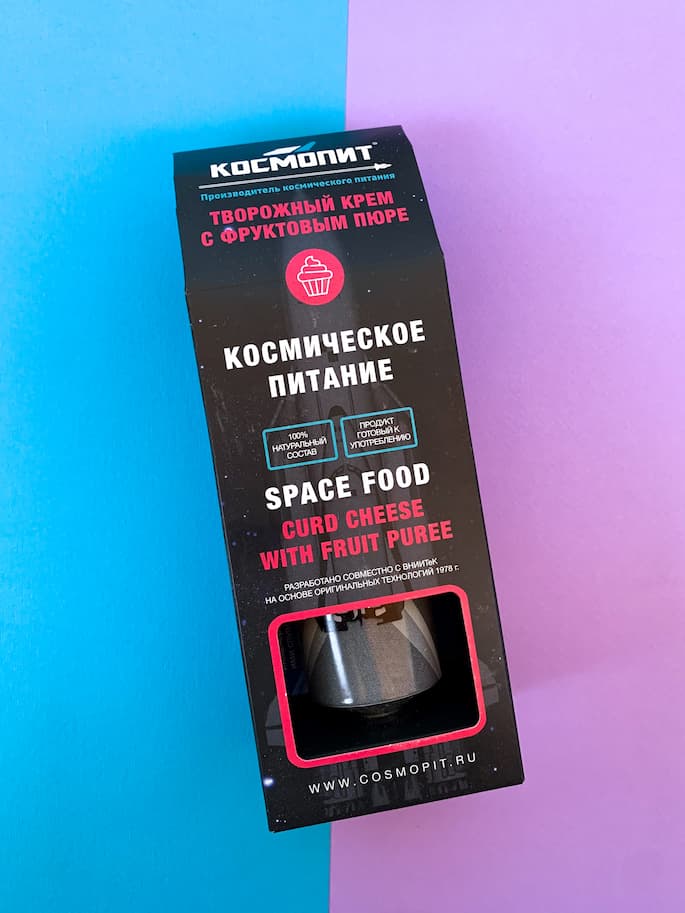 КОСМОПИТ
Производитель космического питания
ТВОРОЖНЫЙ КРЕМ
С ФРУКТОВЫМ ПЮРЕ
КОСМИЧЕСКОЕ
ПИТАНИЕ
100%
НАТУРАЛЬНЫЙ
СОСТАВ
ПРОДУКТ
ГОТОВЫЙ К
УПОТРЕБЛЕНИЮ
SPACE FOOD
CURD CHEESE
WITH FRUIT PUREE
РАЗРАБОТАНО СОВМЕСТНО С ВНИИТеК
НА ОСНОВЕ ОРИГИНАЛЬНЫХ ТЕХНОЛОГИЙ 1978 г.
WWW.COSMOPIT.RU